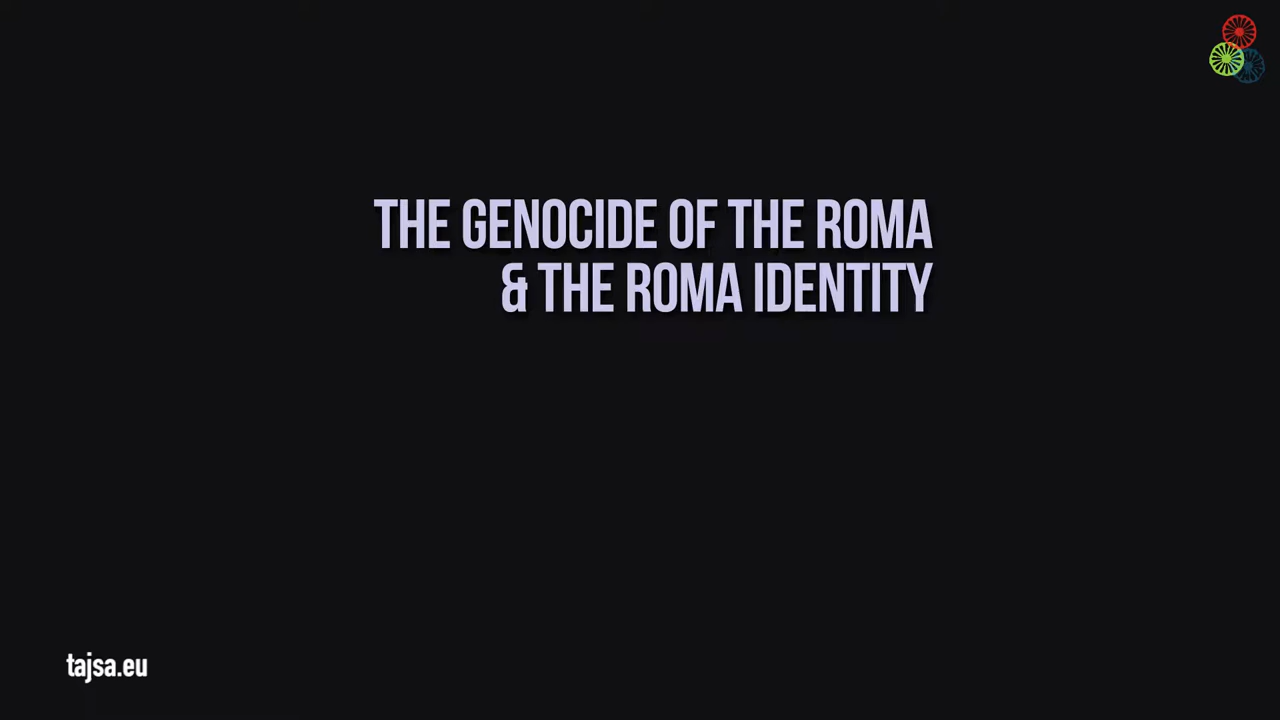 THE GENOCIDE OF THE ROMA
& THE ROMA IDENTITY
tajsa.eu